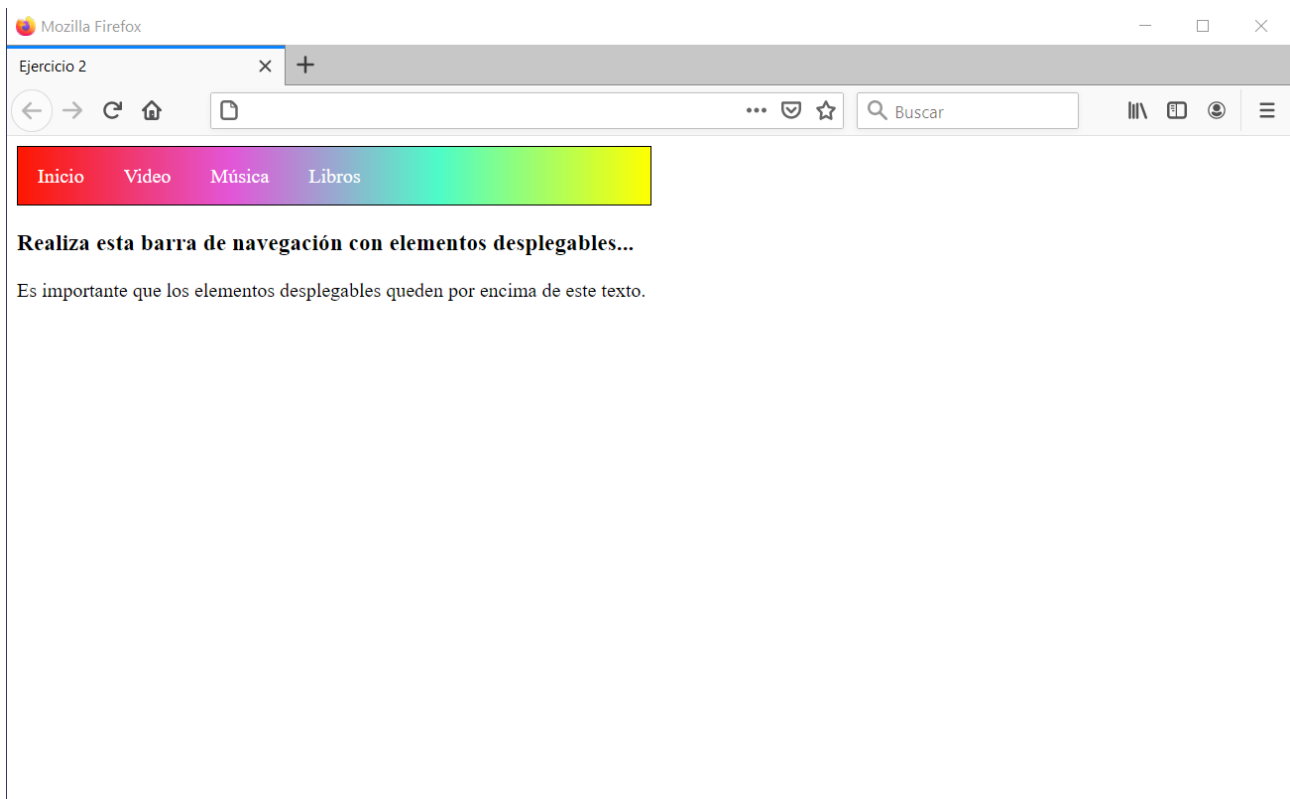 Mozilla Firefox
Ejercicio 2
Buscar
Inicio Video Música Libros
Realiza esta barra de navegación con elementos desplegables...
Es importante que los elementos desplegables queden por encima de este texto.